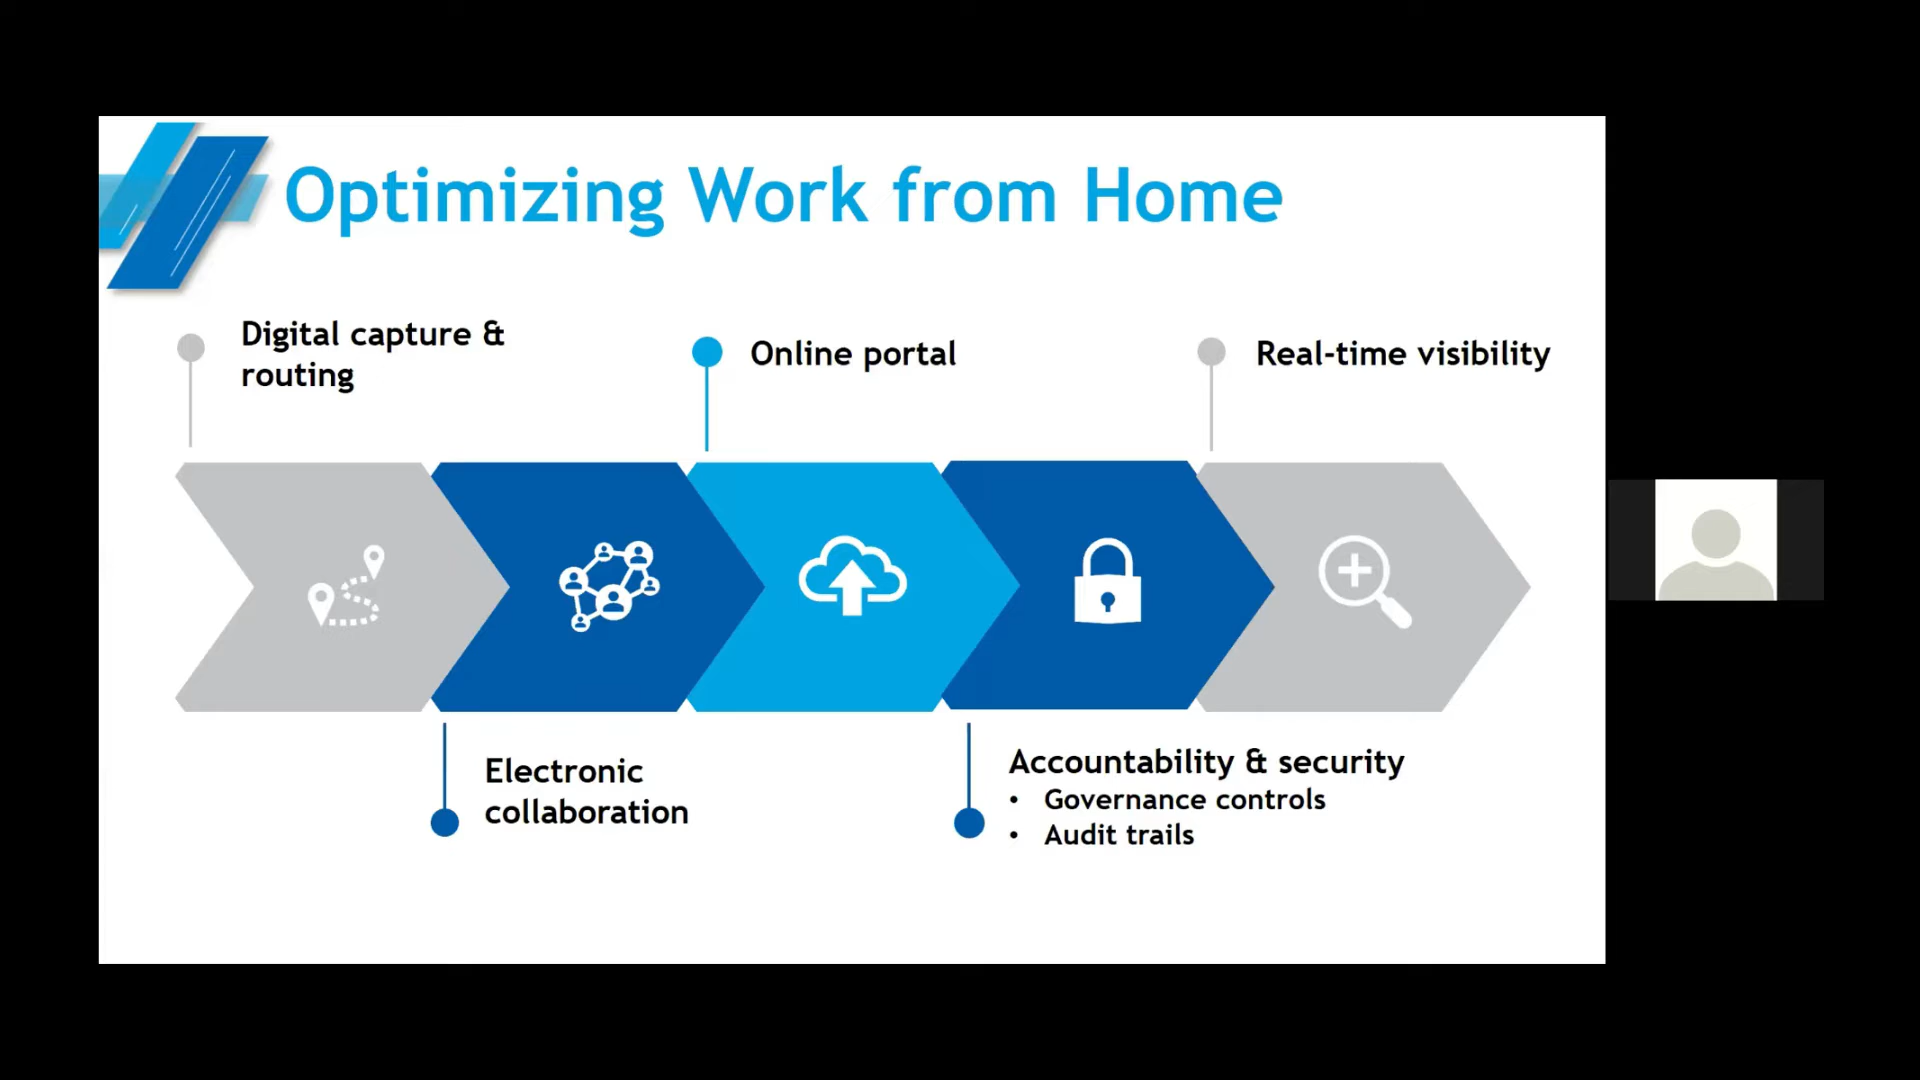 Optimizing Work from Home
Digital capture &
routing
Online portal
Real-time visibility
Electronic
collaboration
Accountability & security
• Governance controls
• Audit trails